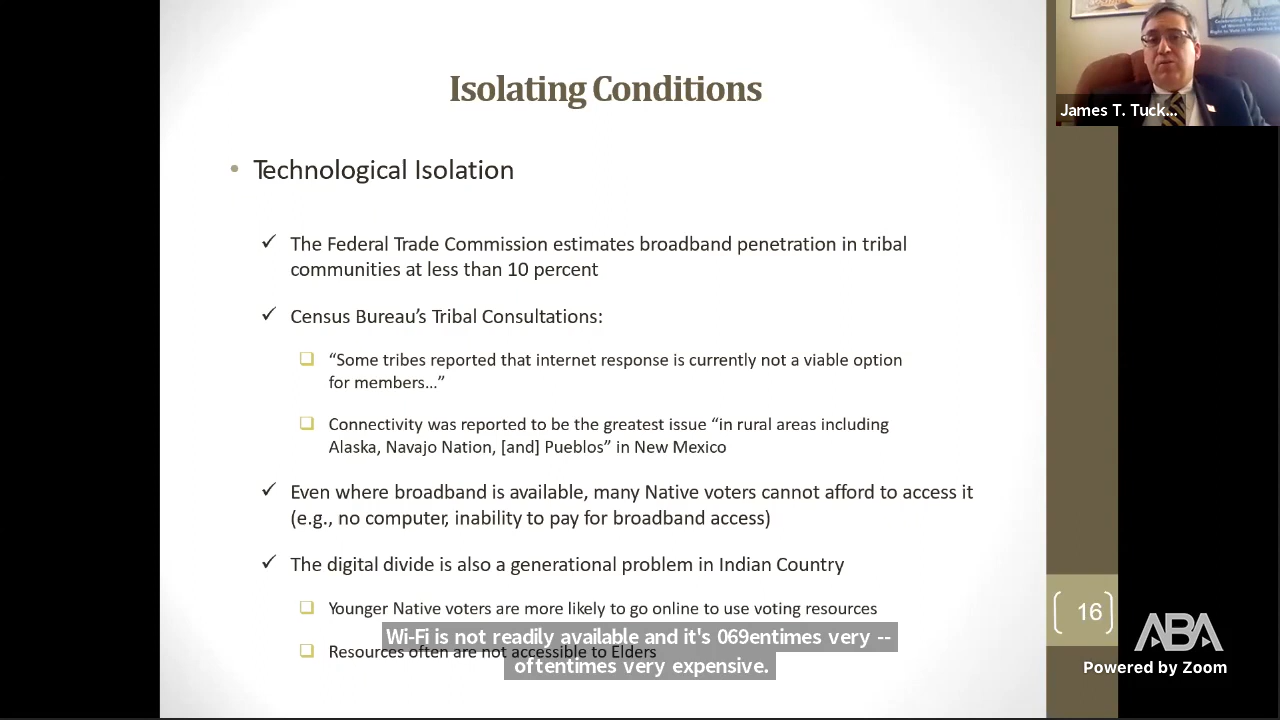 Isolating Conditions
• Technological Isolation
✓ The Federal Trade Commission estimates broadband penetration in tribal
communities at less than 10 percent
✓ Census Bureau’s Tribal Consultations:
❑ “Some tribes reported that internet response is currently not a viable option
for members…”
❑ Connectivity was reported to be the greatest issue “in rural areas including
Alaska, Navajo Nation, [and] Pueblos” in New Mexico
✓ Even where broadband is available, many Native voters cannot afford to access it
(e.g., no computer, inability to pay for broadband access)
✓ The digital divide is also a generational problem in Indian Country
❑ Younger Native voters are more likely to go online to use voting resources
❑ Resources often are not accessible to Elders
Wi-Fi is not readily available and it's 069entimes very --
oftentimes very expensive.
16
James T. Tuck...
ABA
Powered by Zoom